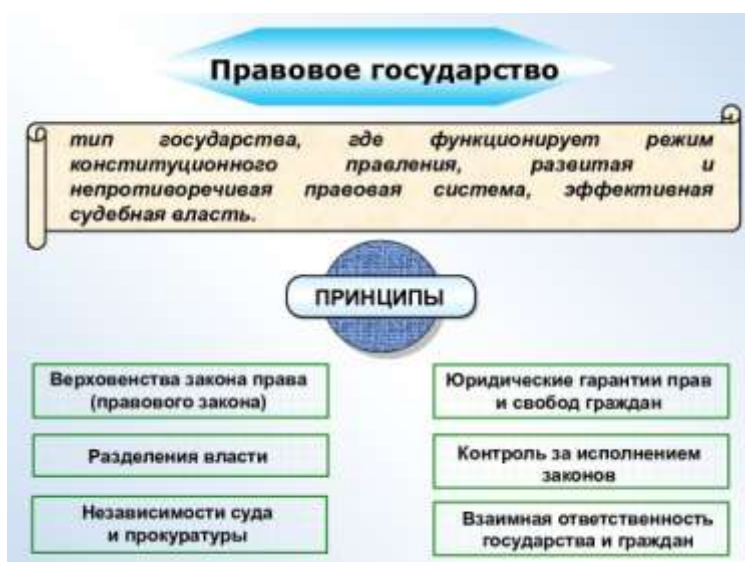 Правовое государство
тип государства, где функционирует режим
конституционного правления, развитая и
непротиворечивая правовая система, эффективная
судебная власть.
ПРИНЦИПЫ
Верховенства закона права
(правового закона)
Разделения власти
Независимости суда
и прокуратуры
Юридические гарантии прав
и свобод граждан
Контроль за исполнением
законов
Взаимная ответственность
государства и граждан